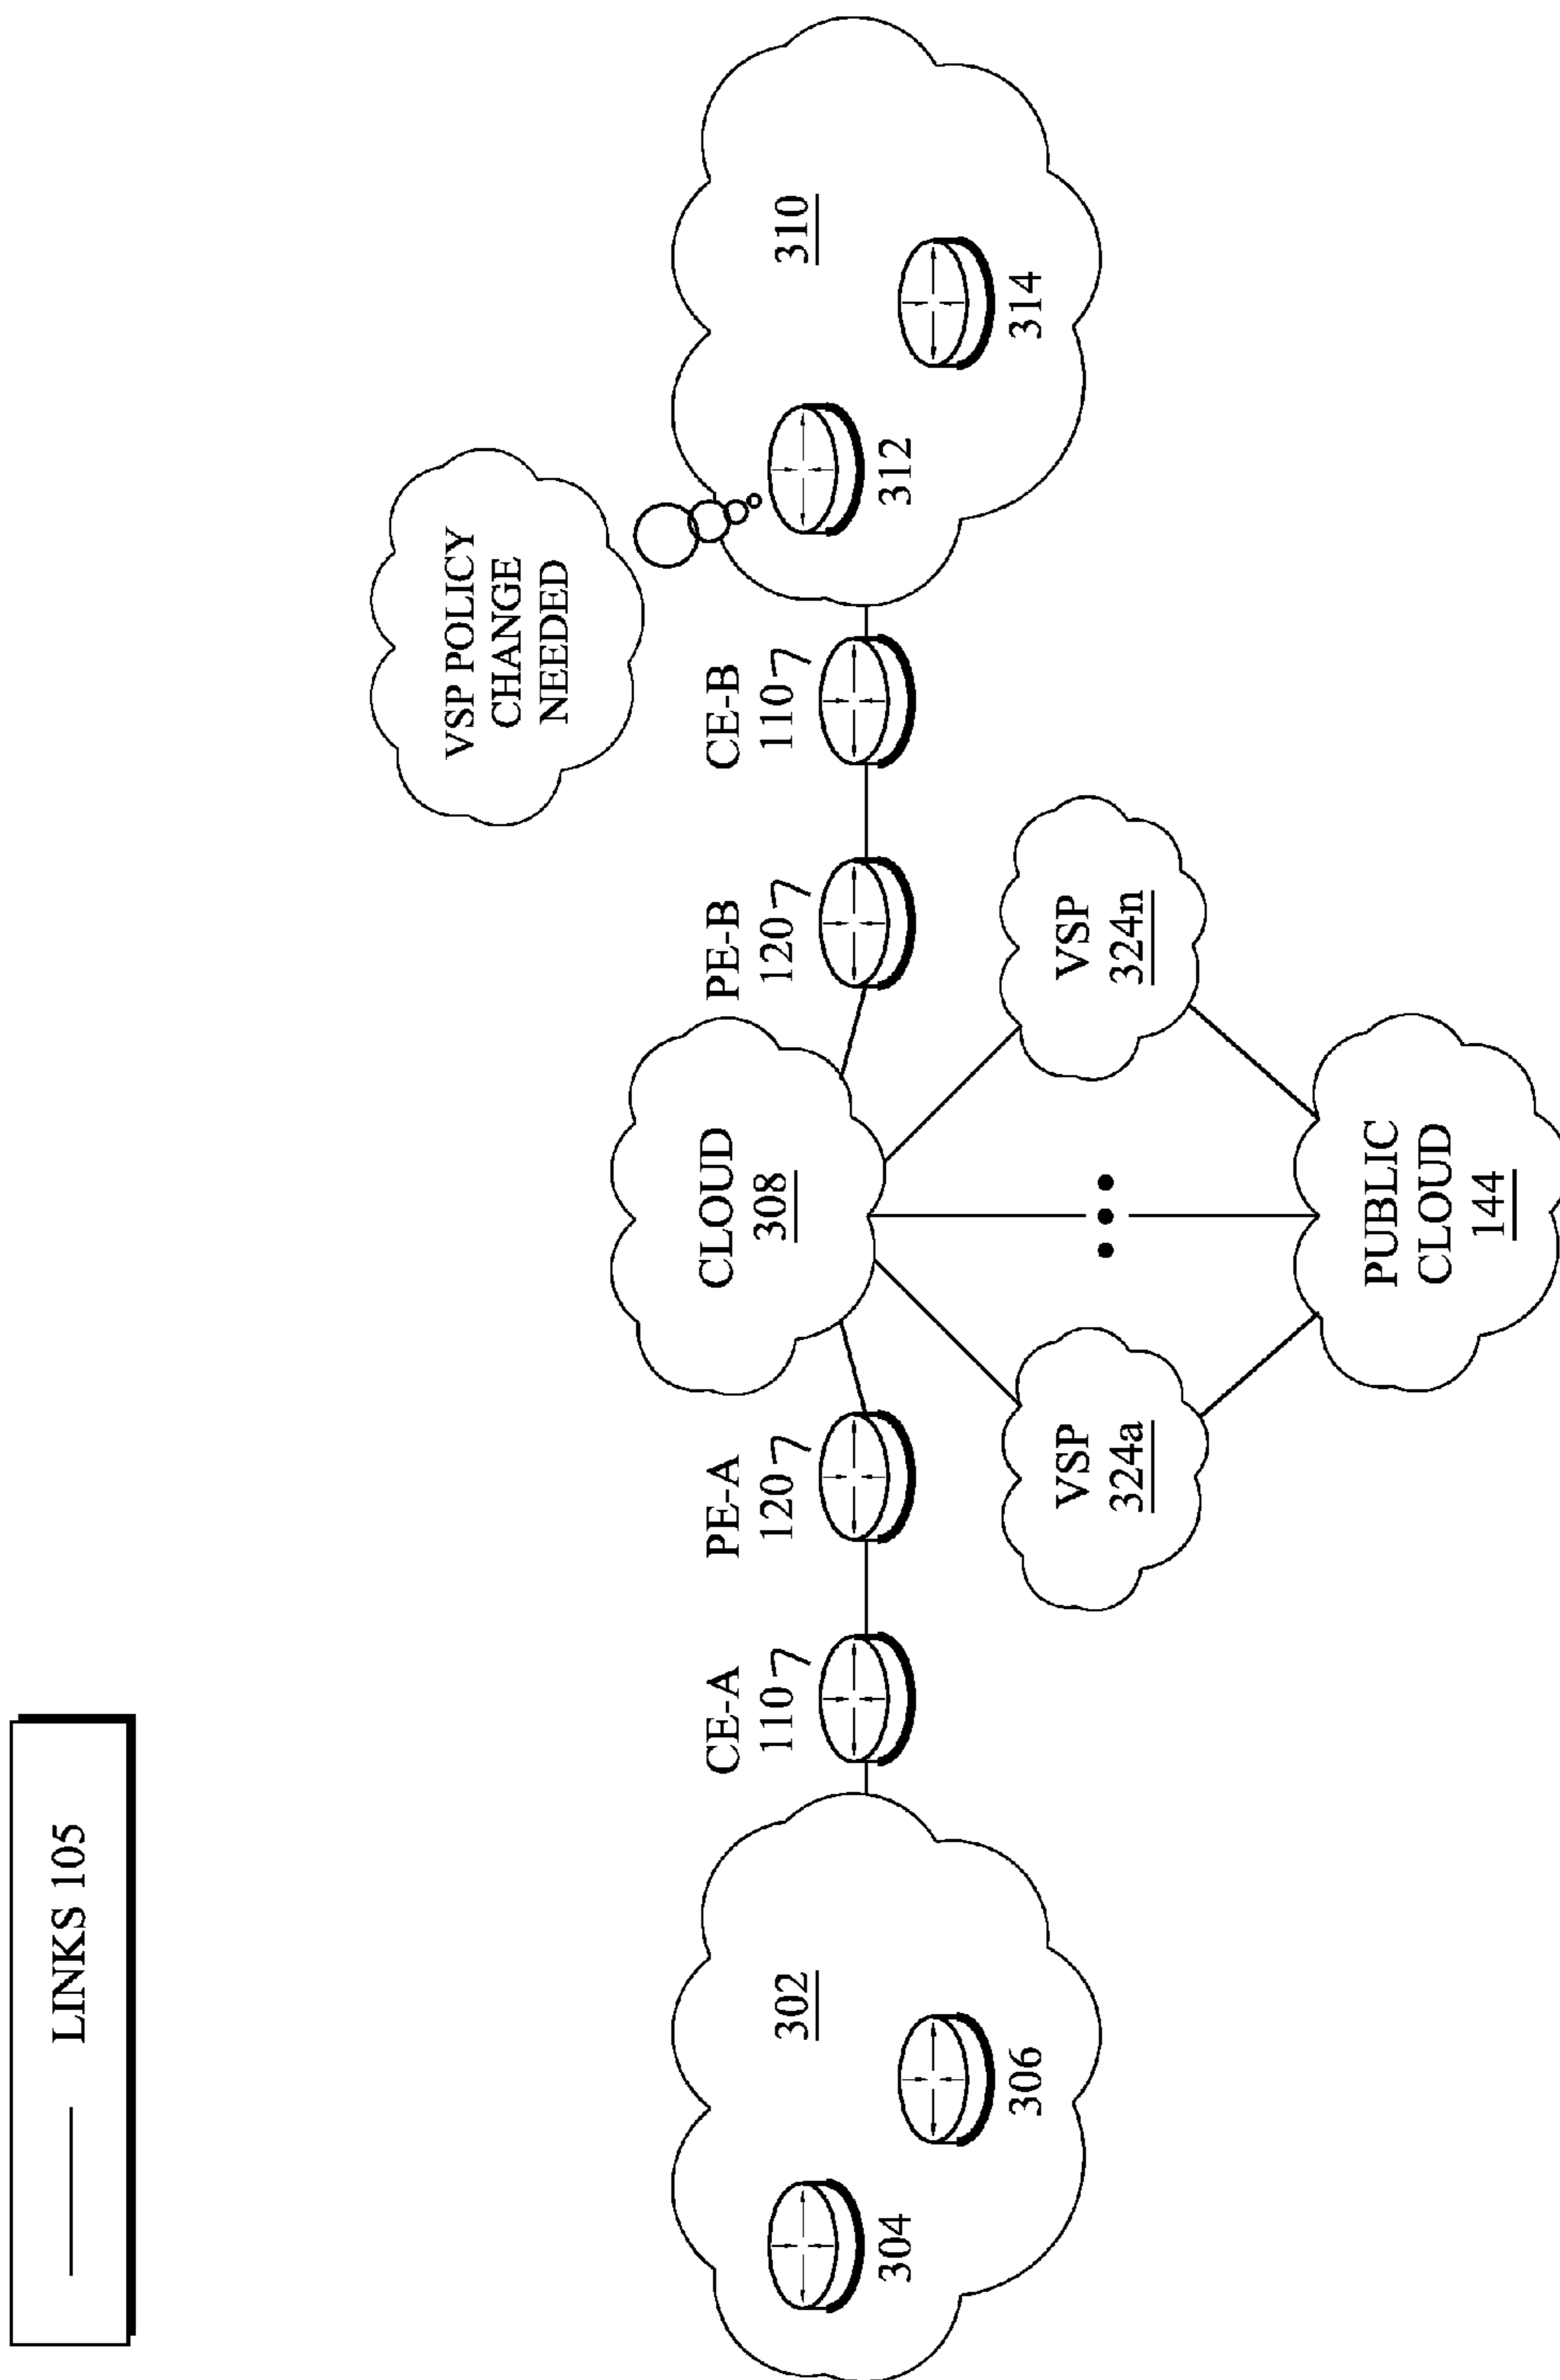 LINKS 105
VSP POLICY
CHANGE
NEEDED
CLOUD
308
CE-A
110
PE-A
120
PE-B
120
CE-B
110
302
304
306
310
312
314
VSP
324a
VSP
324n
PUBLIC
CLOUD
144